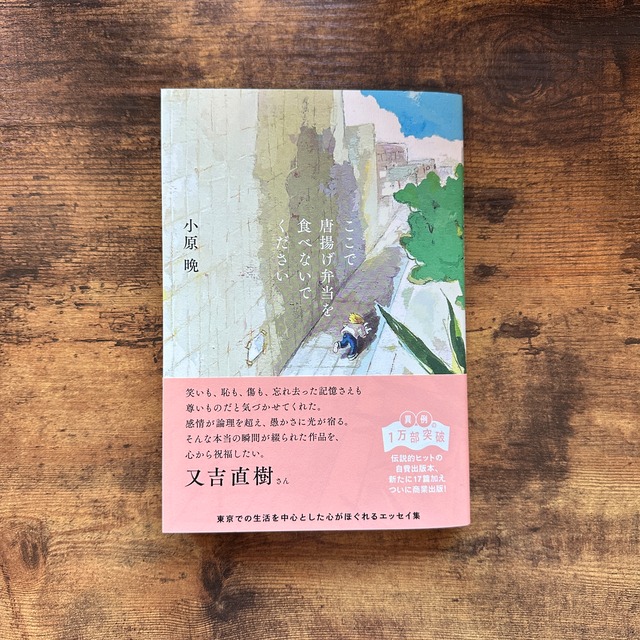 ここで
唐揚げ弁当を
食べないで
ください
小原 晩
笑いも、恥も、傷も、忘れ去った記憶さえも
尊いものだと気づかせてくれた。
感情が論理を超え、愚かさに光が宿る。
そんな本当の瞬間が綴られた作品を、
心から祝福したい。
又吉直樹さん
異例の
1万部突破
伝説的ヒットの
自費出版本、
新たに17篇加え
ついに商業出版!
東京での生活を中心とした心がほぐれるエッセイ集